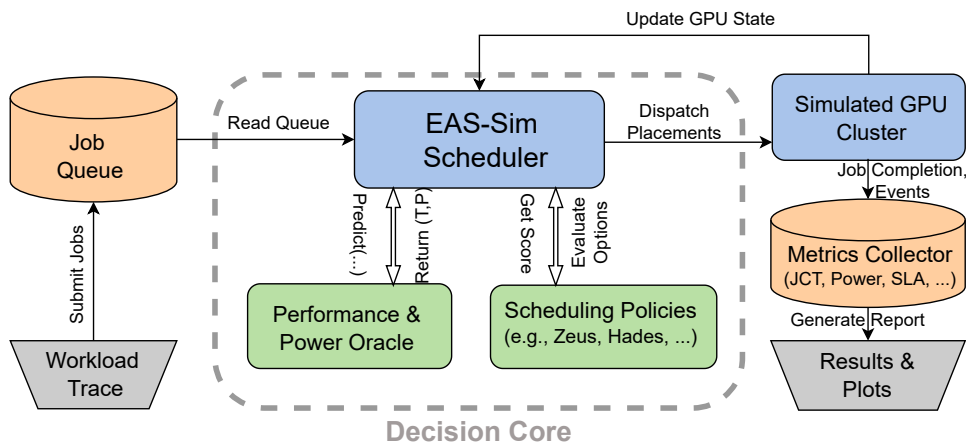 Update GPU State
Job
Queue
Read Queue
EAS-Sim
Scheduler
Dispatch
Placements
Simulated GPU
Cluster
Job Completion,
Events
Submit Jobs
Predict(...)
Return (T,P)
Get Score
Evaluate
Options
Metrics Collector
(JCT, Power, SLA, ...)
Performance &
Power Oracle
Scheduling Policies
(e.g., Zeus, Hades, ...)
Generate Report
Workload
Trace
Results &
Plots
Decision Core